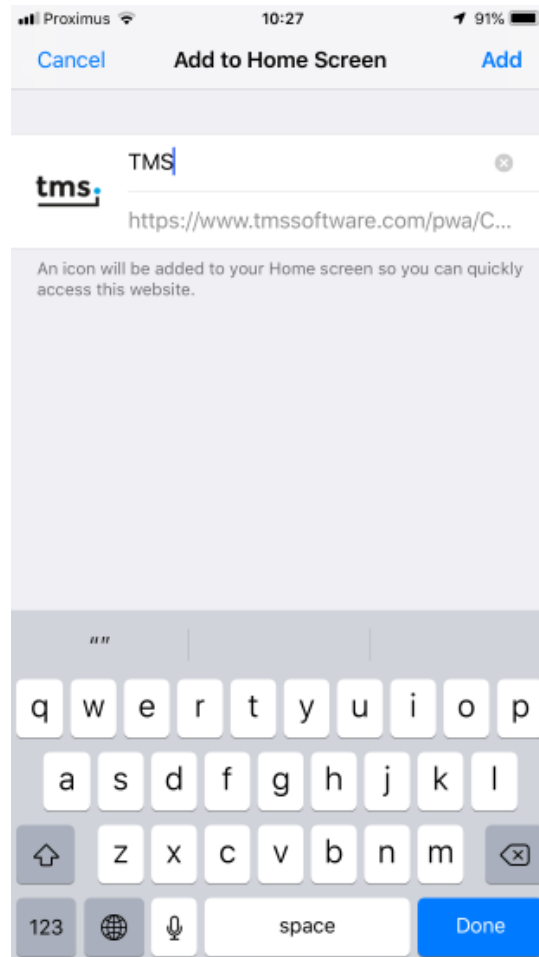 Proximus 10:27 91%
Cancel Add to Home Screen Add
TMS
tms;
https://www.tmssoftware.com/pwa/C...
An icon will be added to your Home screen so you can quickly
access this website.
“”
q w e r t y u i o p
a s d f g h j k l
z x c v b n m
123 space Done